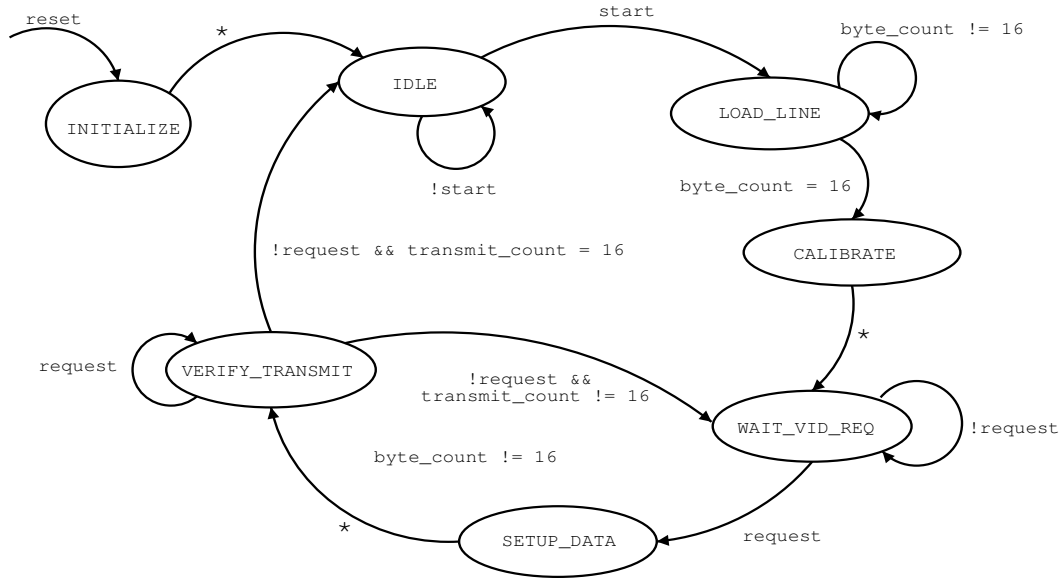 reset
*
start
byte_count != 16
IDLE
INITIALIZE
LOAD_LINE
!start
byte_count = 16
!request && transmit_count = 16
CALIBRATE
*
request
VERIFY_TRANSMIT
!request &&
transmit_count != 16
WAIT_VID_REQ
!request
byte_count != 16
*
SETUP_DATA
request